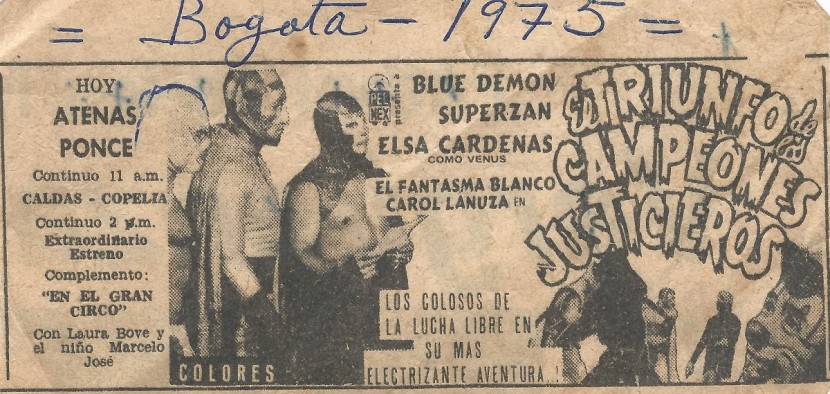 = Bogota - 1975 =
HOY
ATENAS
PONCE
Continuo 11 a.m.
CALDAS - COPELIA
Continuo 2 p.m.
Extraordinario
Estreno
Complemento:
"EN EL GRAN
CIRCO"
Con Laura Bove y
el niño Marcelo
José
COLORES
PELMEX
presenta a
BLUE DEMON
SUPERZAN
ELSA CARDENAS
COMO VENUS
EL FANTASMA BLANCO
CAROL LANUZA EN
EL TRIUNFO de los
CAMPEONES
JUSTICIEROS
LOS COLOSOS DE
LA LUCHA LIBRE EN
SU MAS
ELECTRIZANTE AVENTURA..!